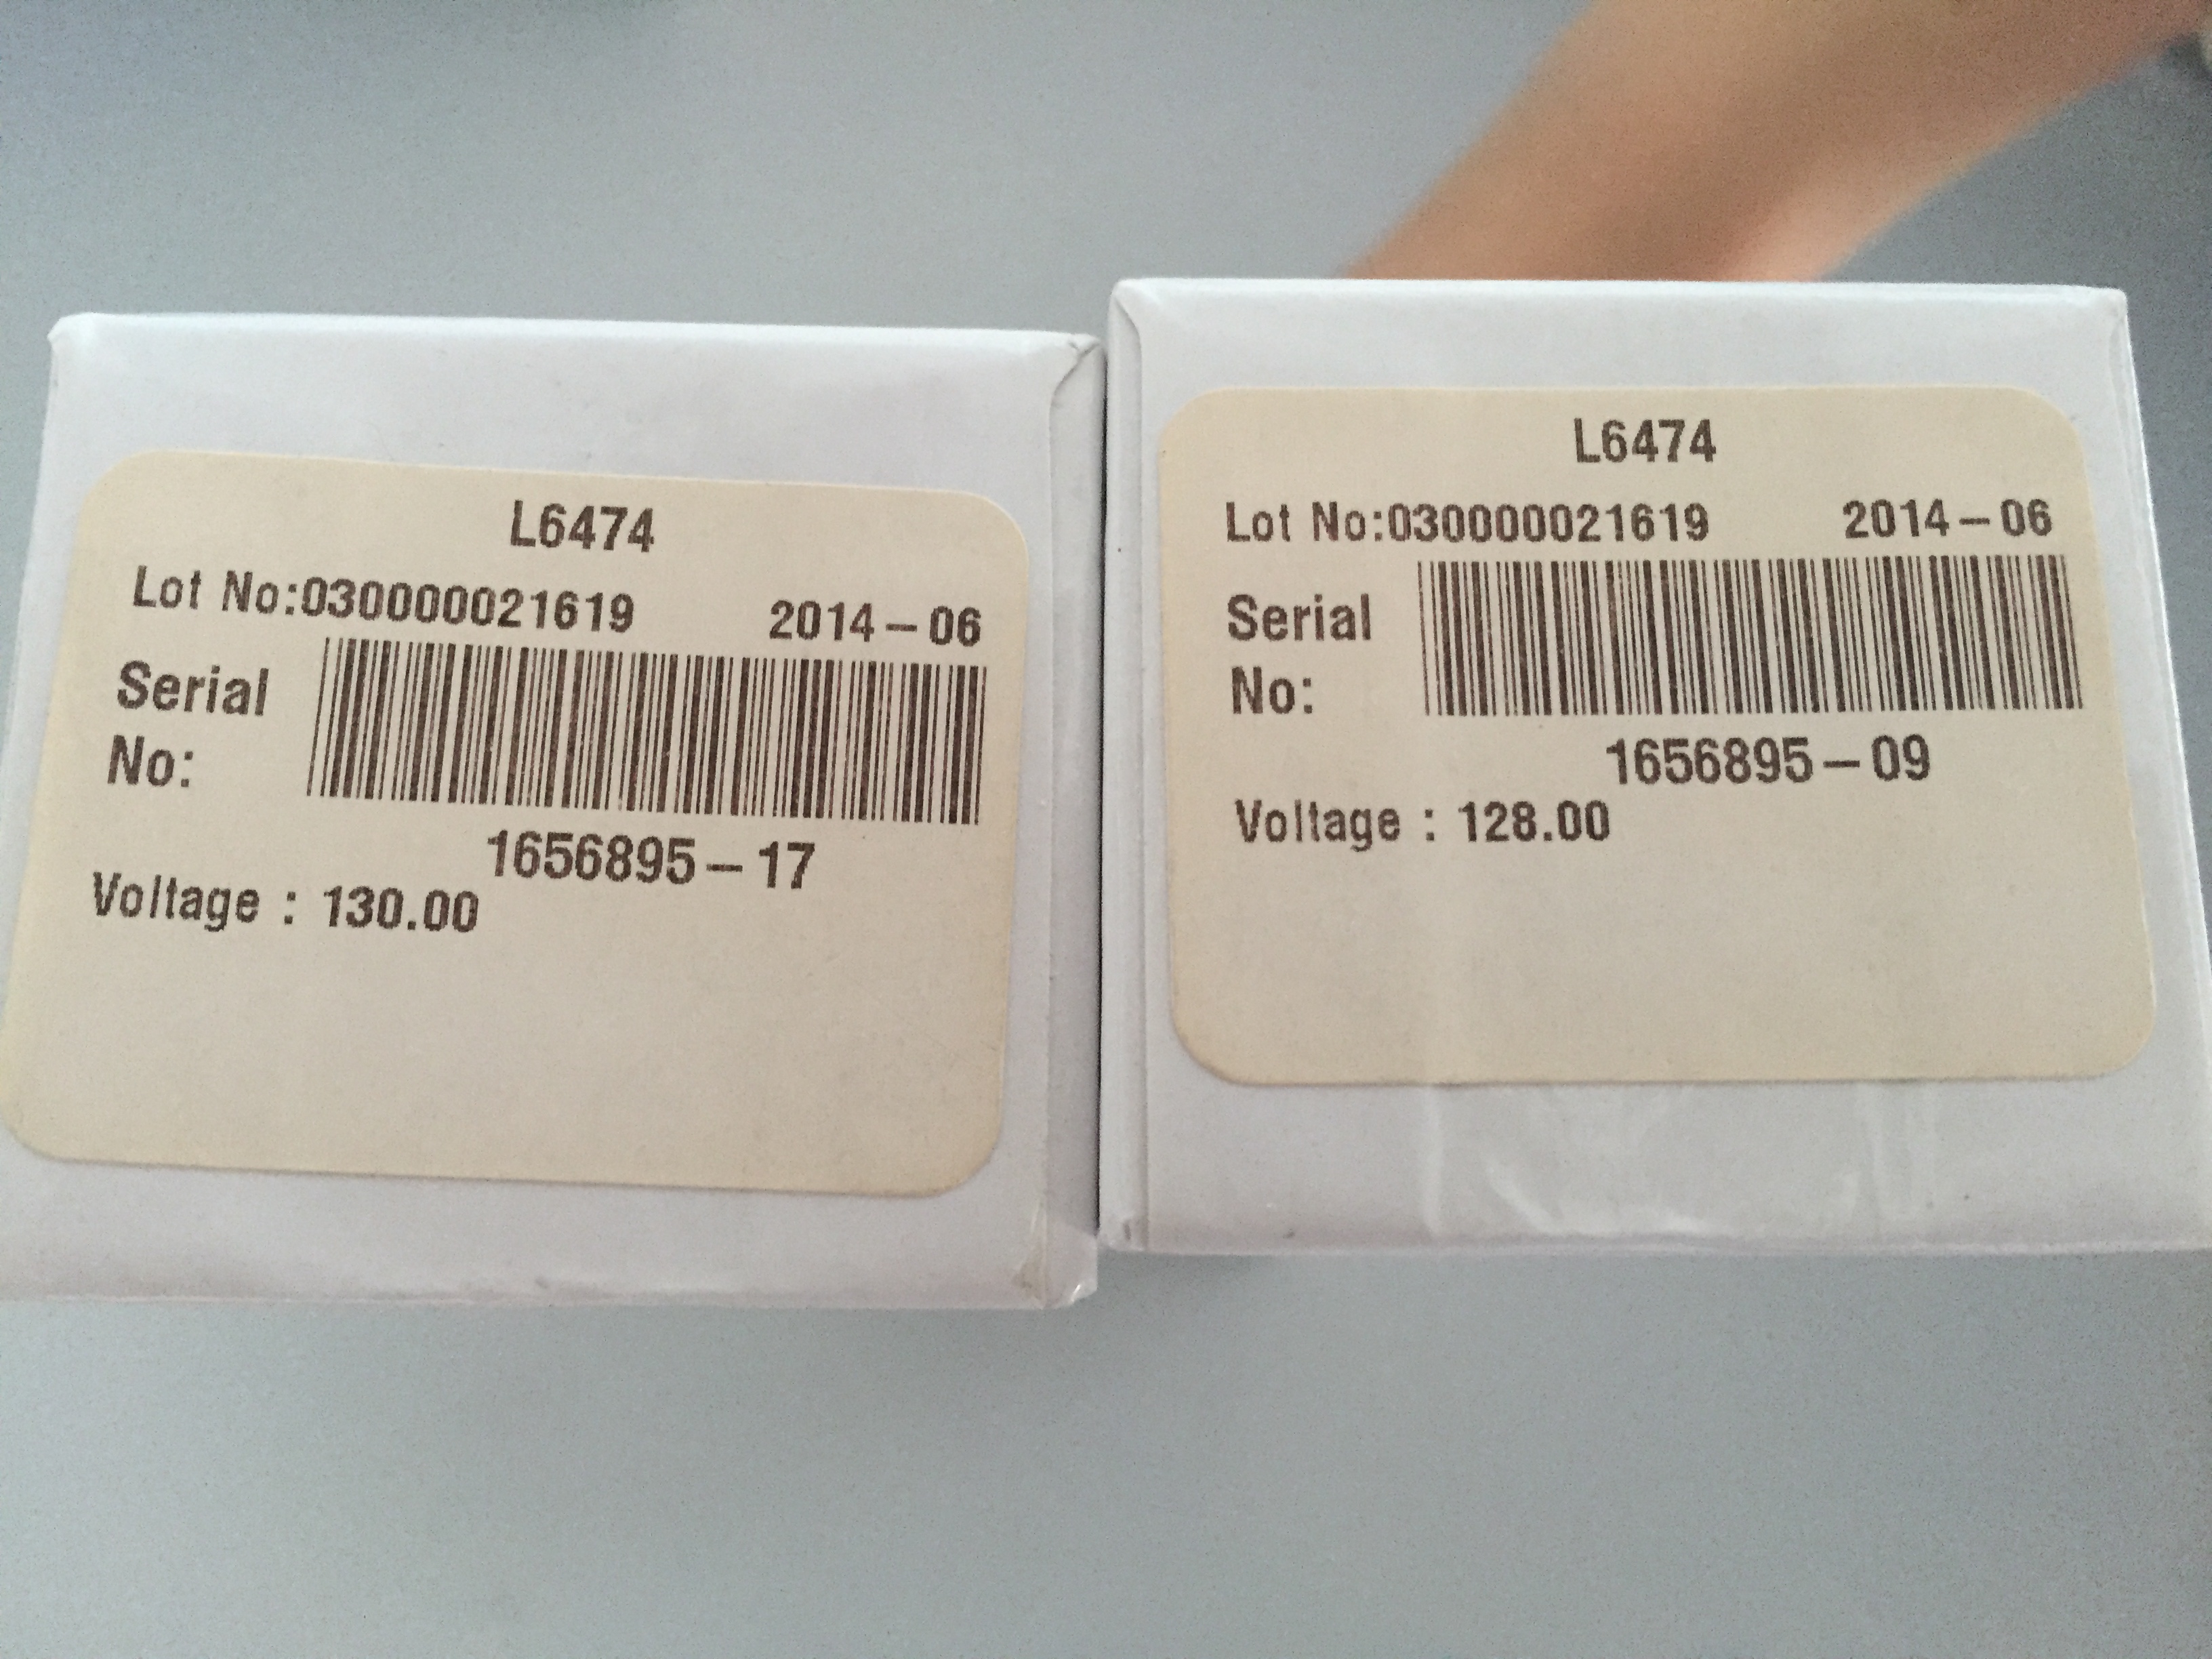 L6474
Lot No:030000021619 2014-06
Serial
No:
1656895-17
Voltage : 130.00
L6474
Lot No:030000021619 2014-06
Serial
No:
1656895-09
Voltage : 128.00